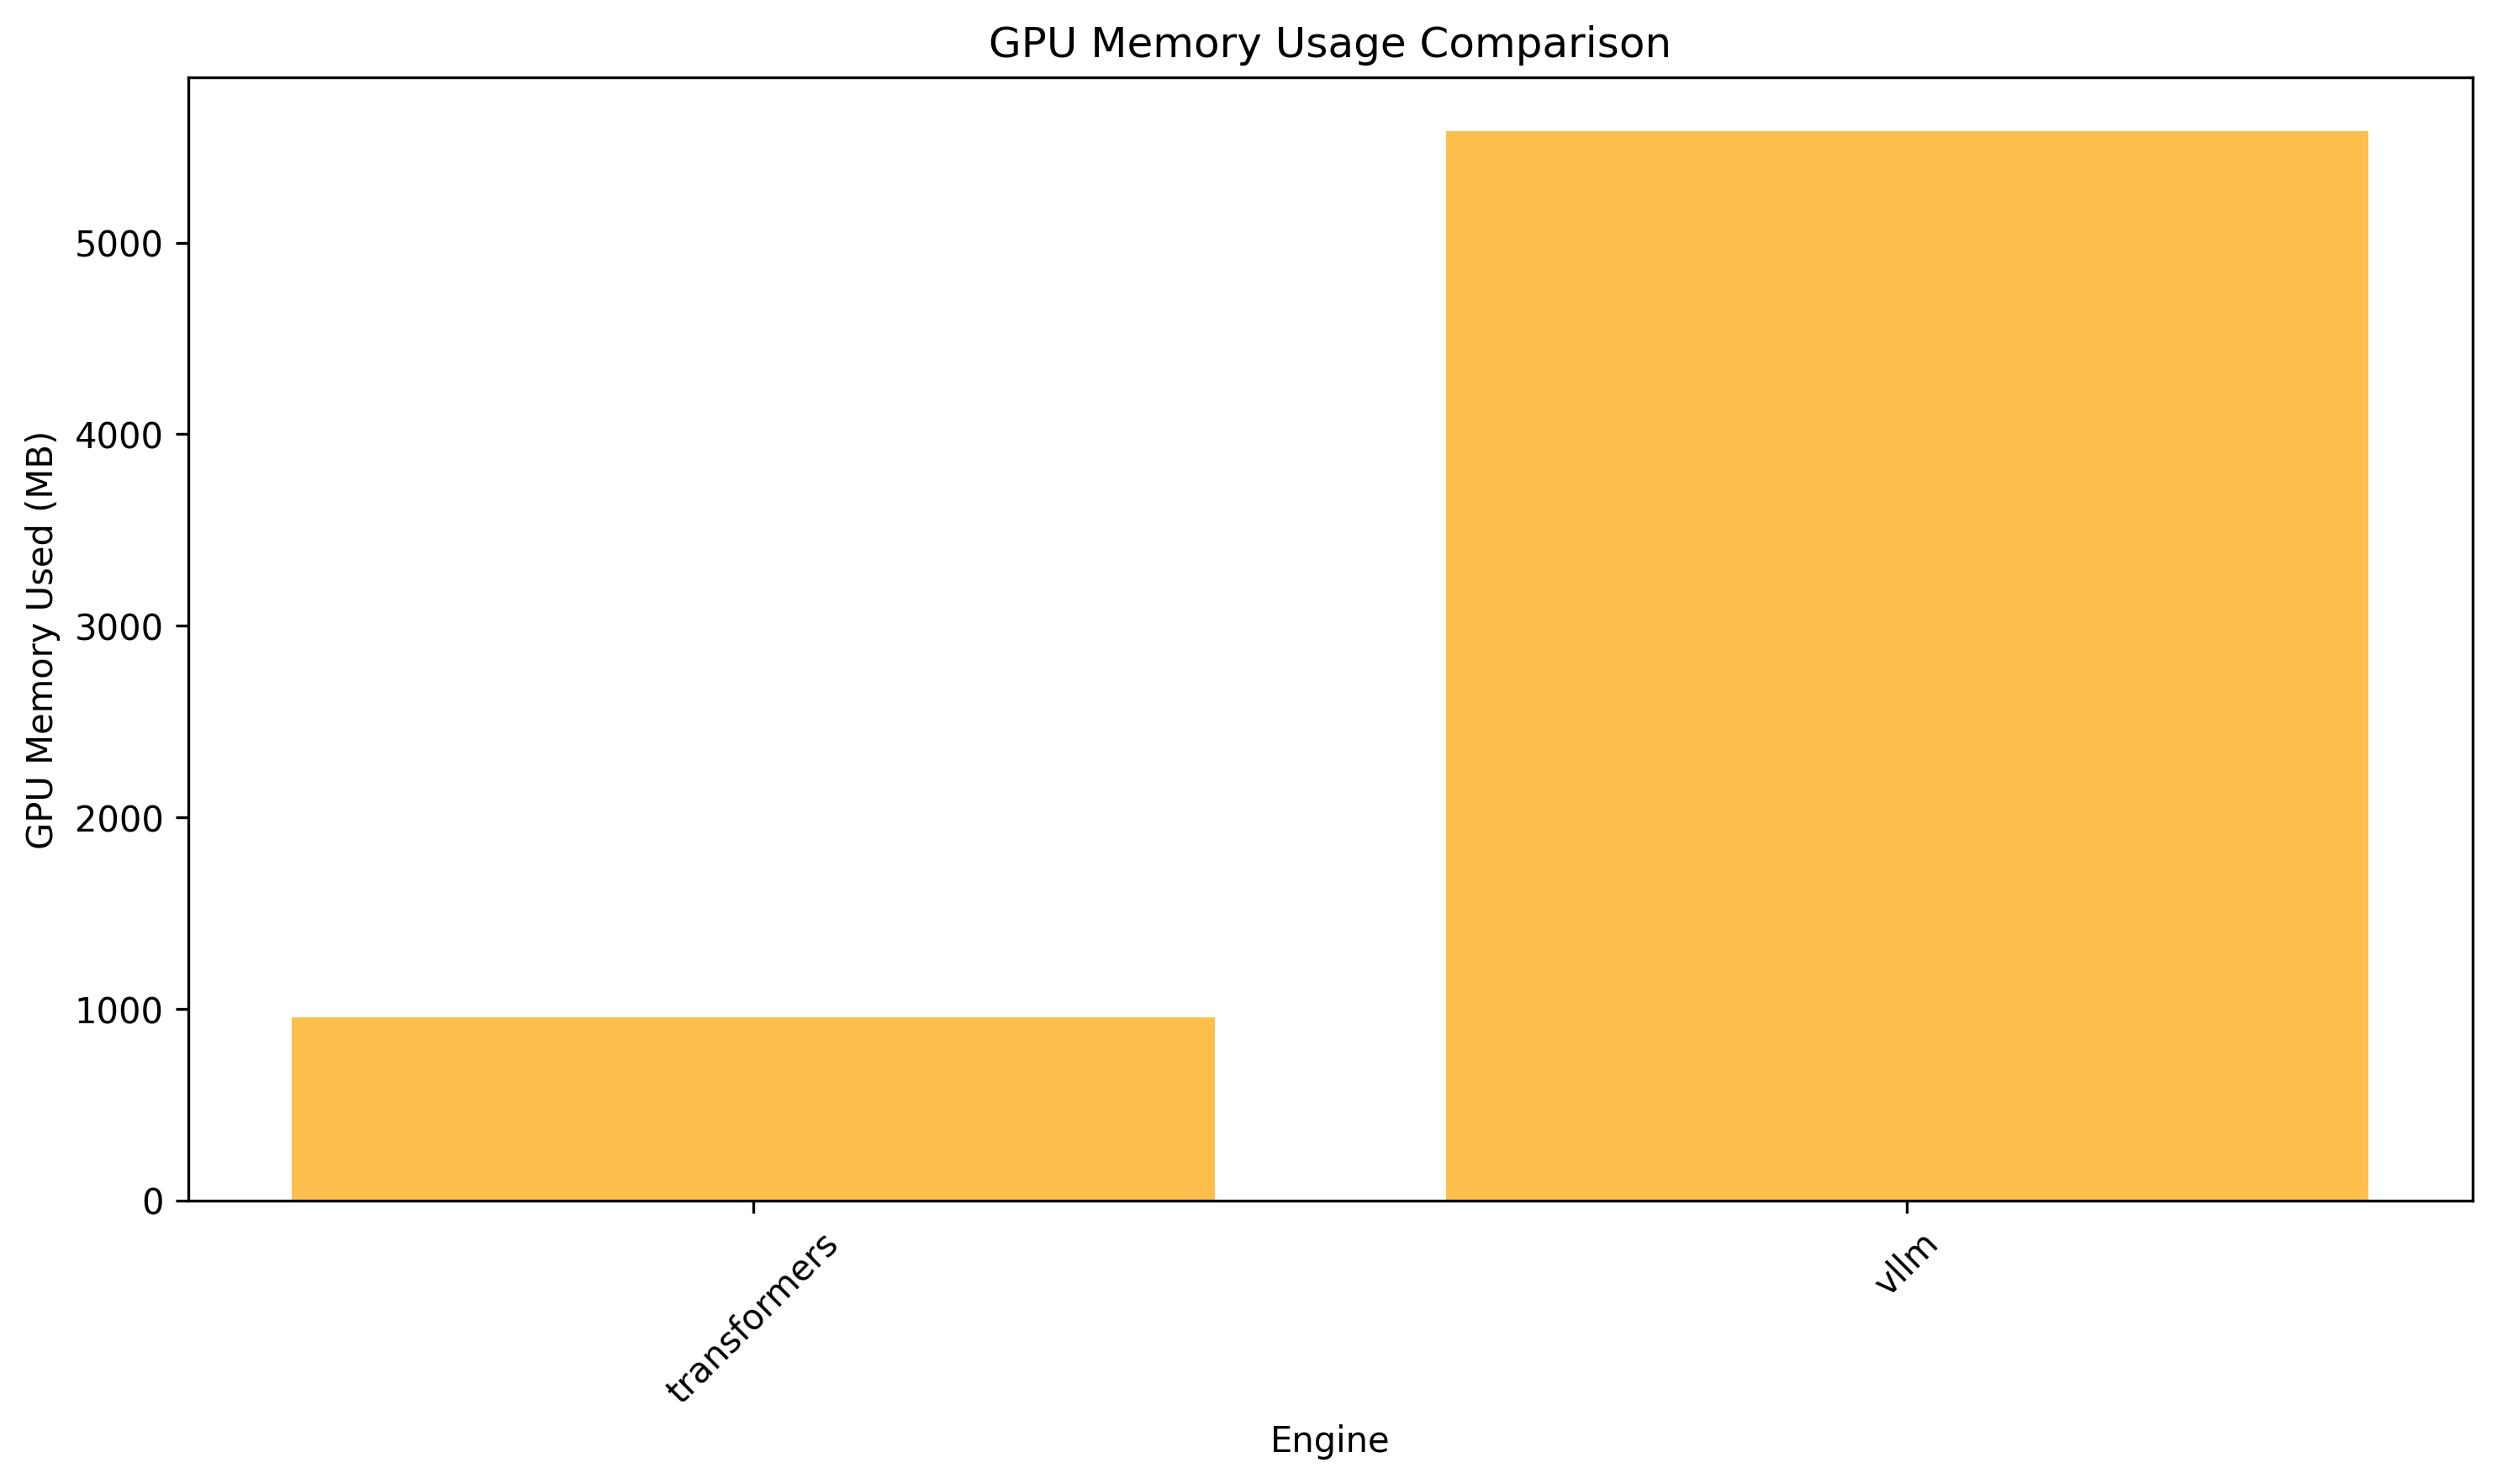 GPU Memory Usage Comparison
GPU Memory Used (MB)
5000
4000
3000
2000
1000
0
transformers
vllm
Engine